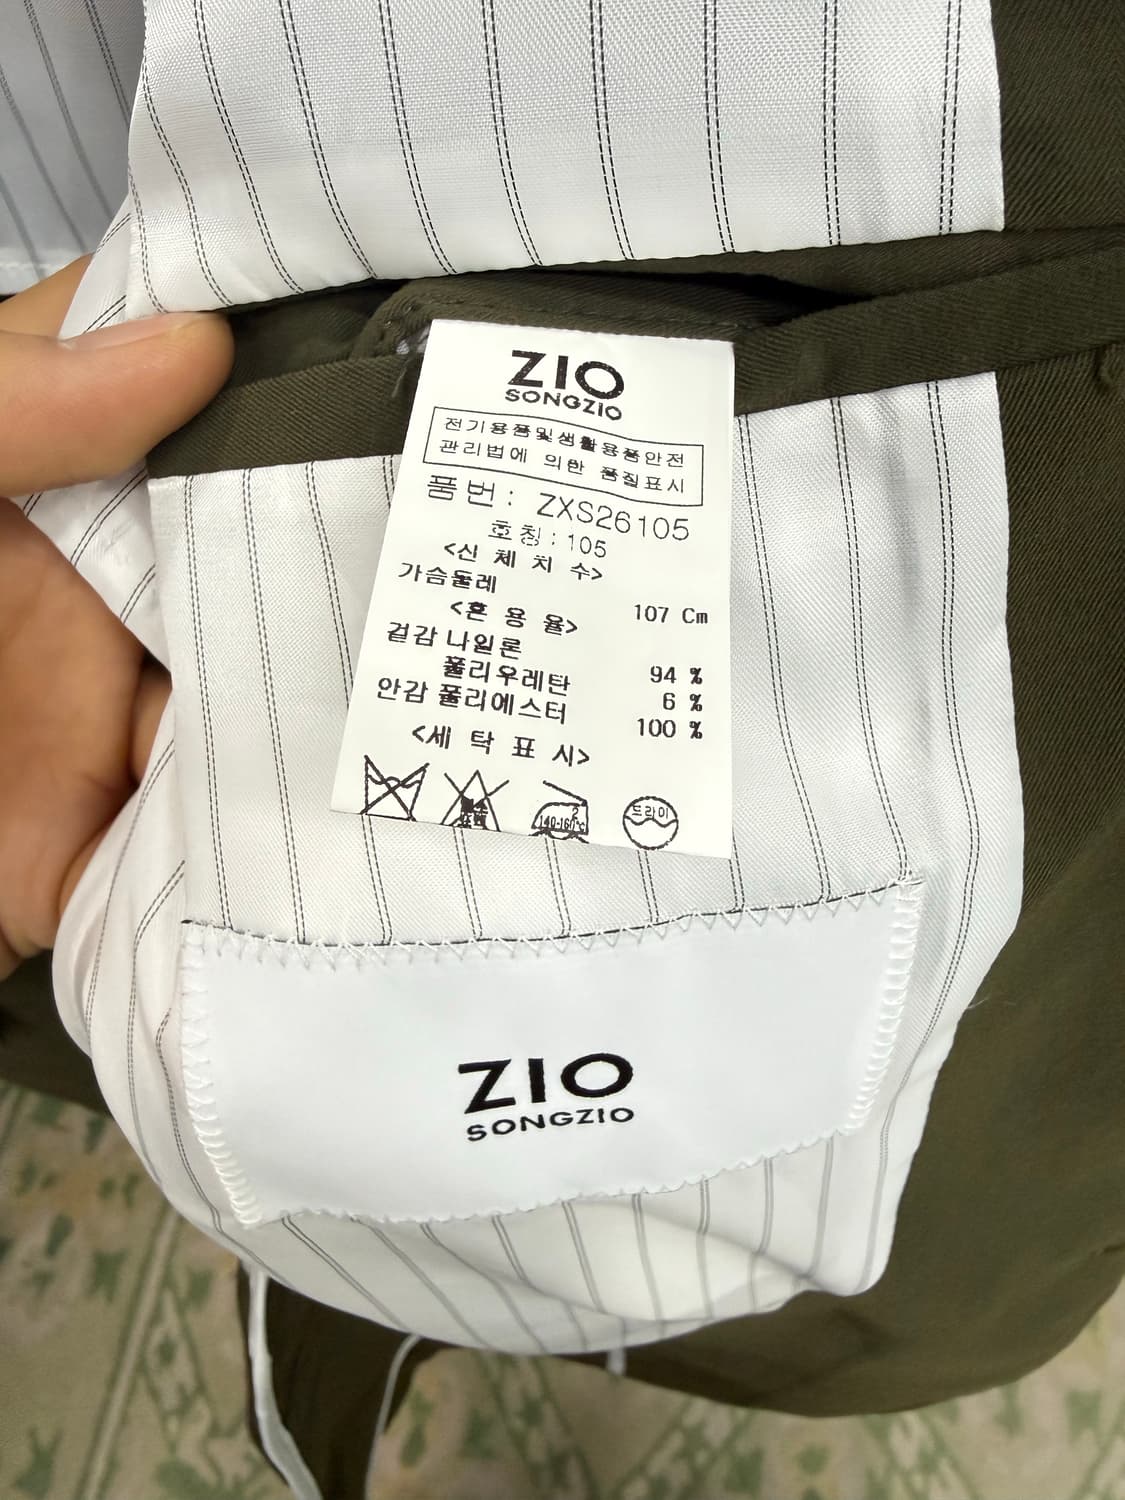 ZIO
SONGZIO
전기용품및생활용품안전
관리법에 의한 품질표시
품번: ZXS26105
호칭:105
<신 체 치 수>
가슴둘레 107 Cm
<혼 용 율>
겉감 나일론 94 %
폴리우레탄 6 %
안감 폴리에스터 100 %
<세 탁 표 시>
140-160℃
드라이
ZIO
SONGZIO